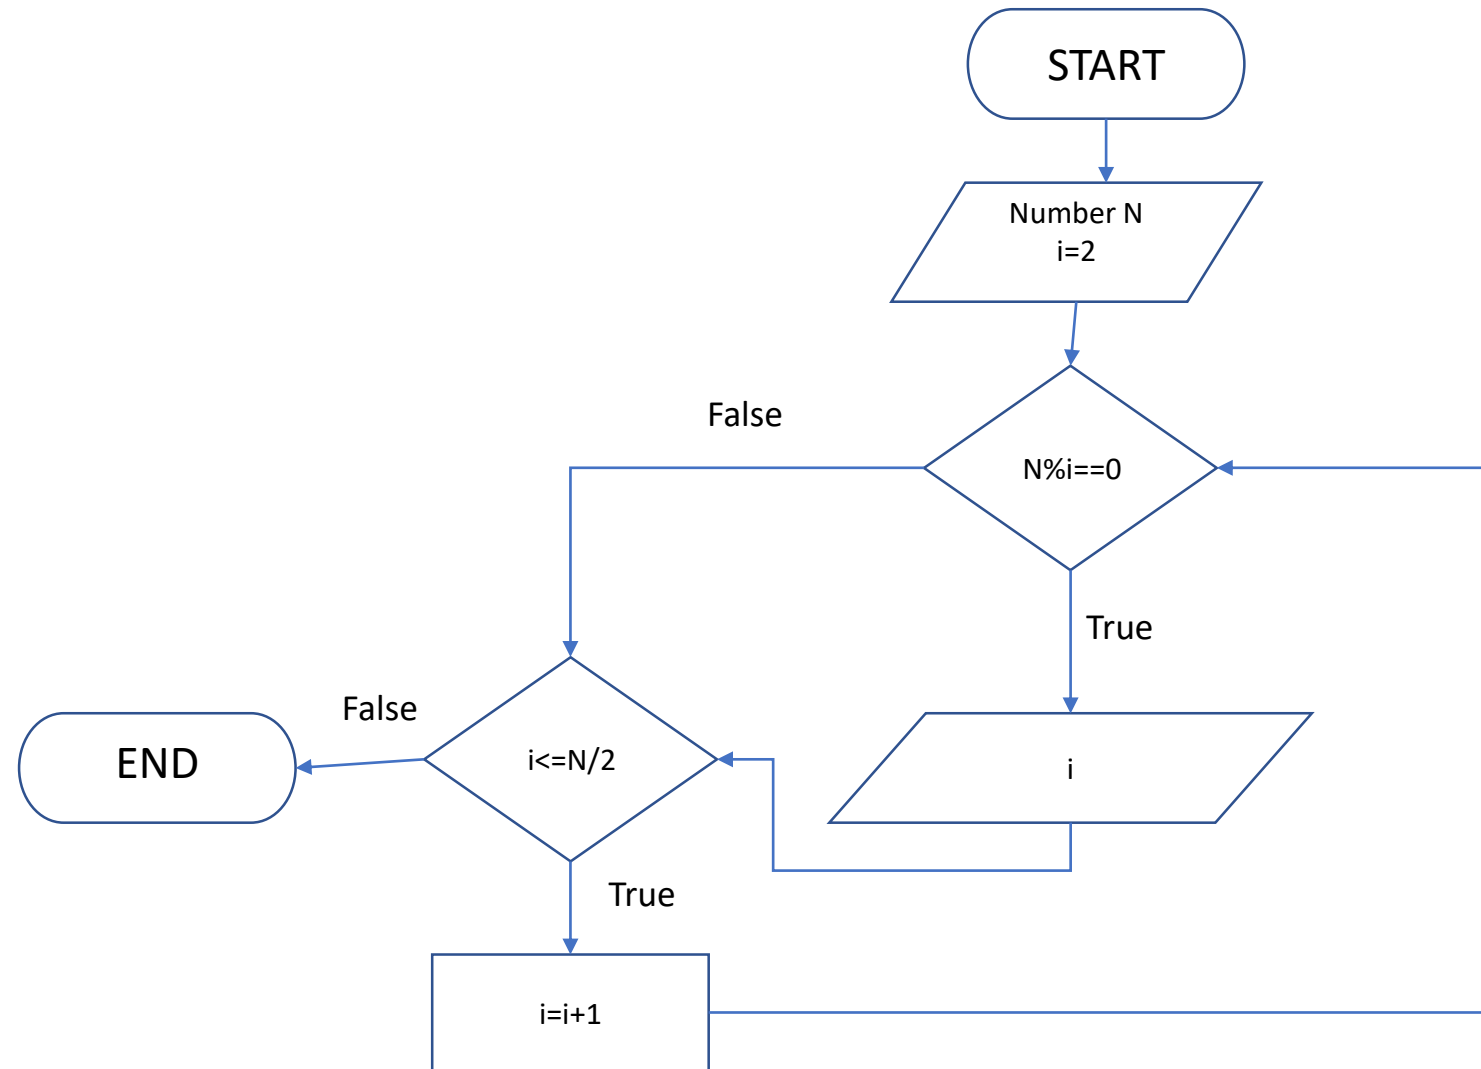 START
Number N
i=2
False
N%i==0
True
False
END
i<=N/2
i
True
i=i+1